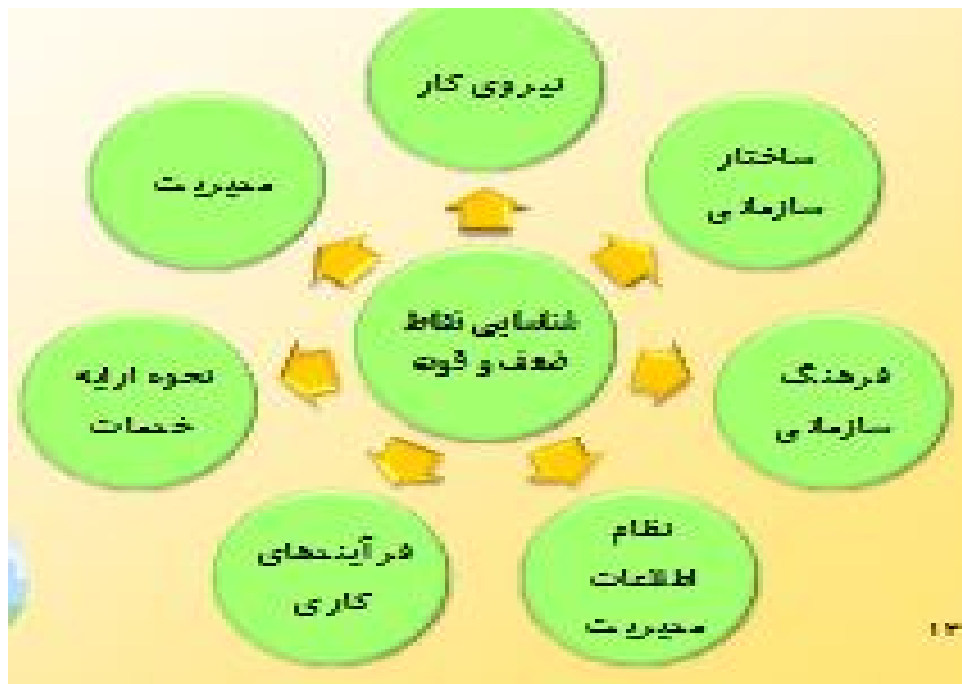 نیروی کار
ساختار
سازمانی
مدیریت
شناسایی نقاط
ضعف و قوت
فرهنگ
سازمانی
نحوه ارایه
خدمات
نظام
اطلاعات
مدیریت
فرآیندهای
کاری